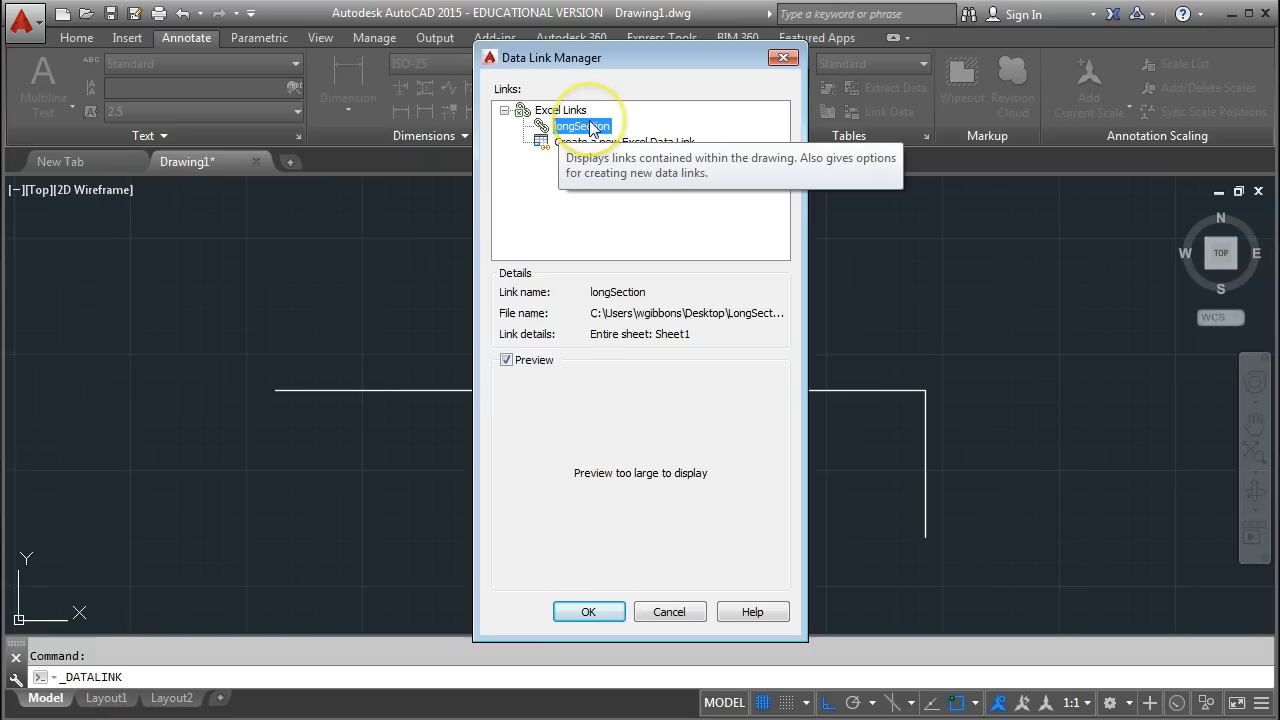 Autodesk AutoCAD 2015 - EDUCATIONAL VERSION Drawing1.dwg
Type a keyword or phrase
Sign In
Home Insert Annotate Parametric View Manage Output Add-ins Autodesk 360 Express Tools BIM 360 Featured Apps
A
Multiline
Text
ABC
Standard
2.5
Text
Dimension
ISO-25
Dimensions
Standard
Extract Data
Link Data
Tables
Wipeout
Revision
Cloud
Markup
Add
Current Scale
Scale List
Add/Delete Scales
Sync Scale Positions
Annotation Scaling
New Tab
Drawing1*
[−][Top][2D Wireframe]
Data Link Manager
Links:
Excel Links
longSection
Create a new Excel Data Link
Displays links contained within the drawing. Also gives options
for creating new data links.
Details
Link name: longSection
File name: C:\Users\wgibbons\Desktop\LongSect...
Link details: Entire sheet: Sheet1
Preview
Preview too large to display
OK
Cancel
Help
N
W
TOP
E
S
WCS
Y
X
Command:
_DATALINK
Model
Layout1
Layout2
MODEL
1:1